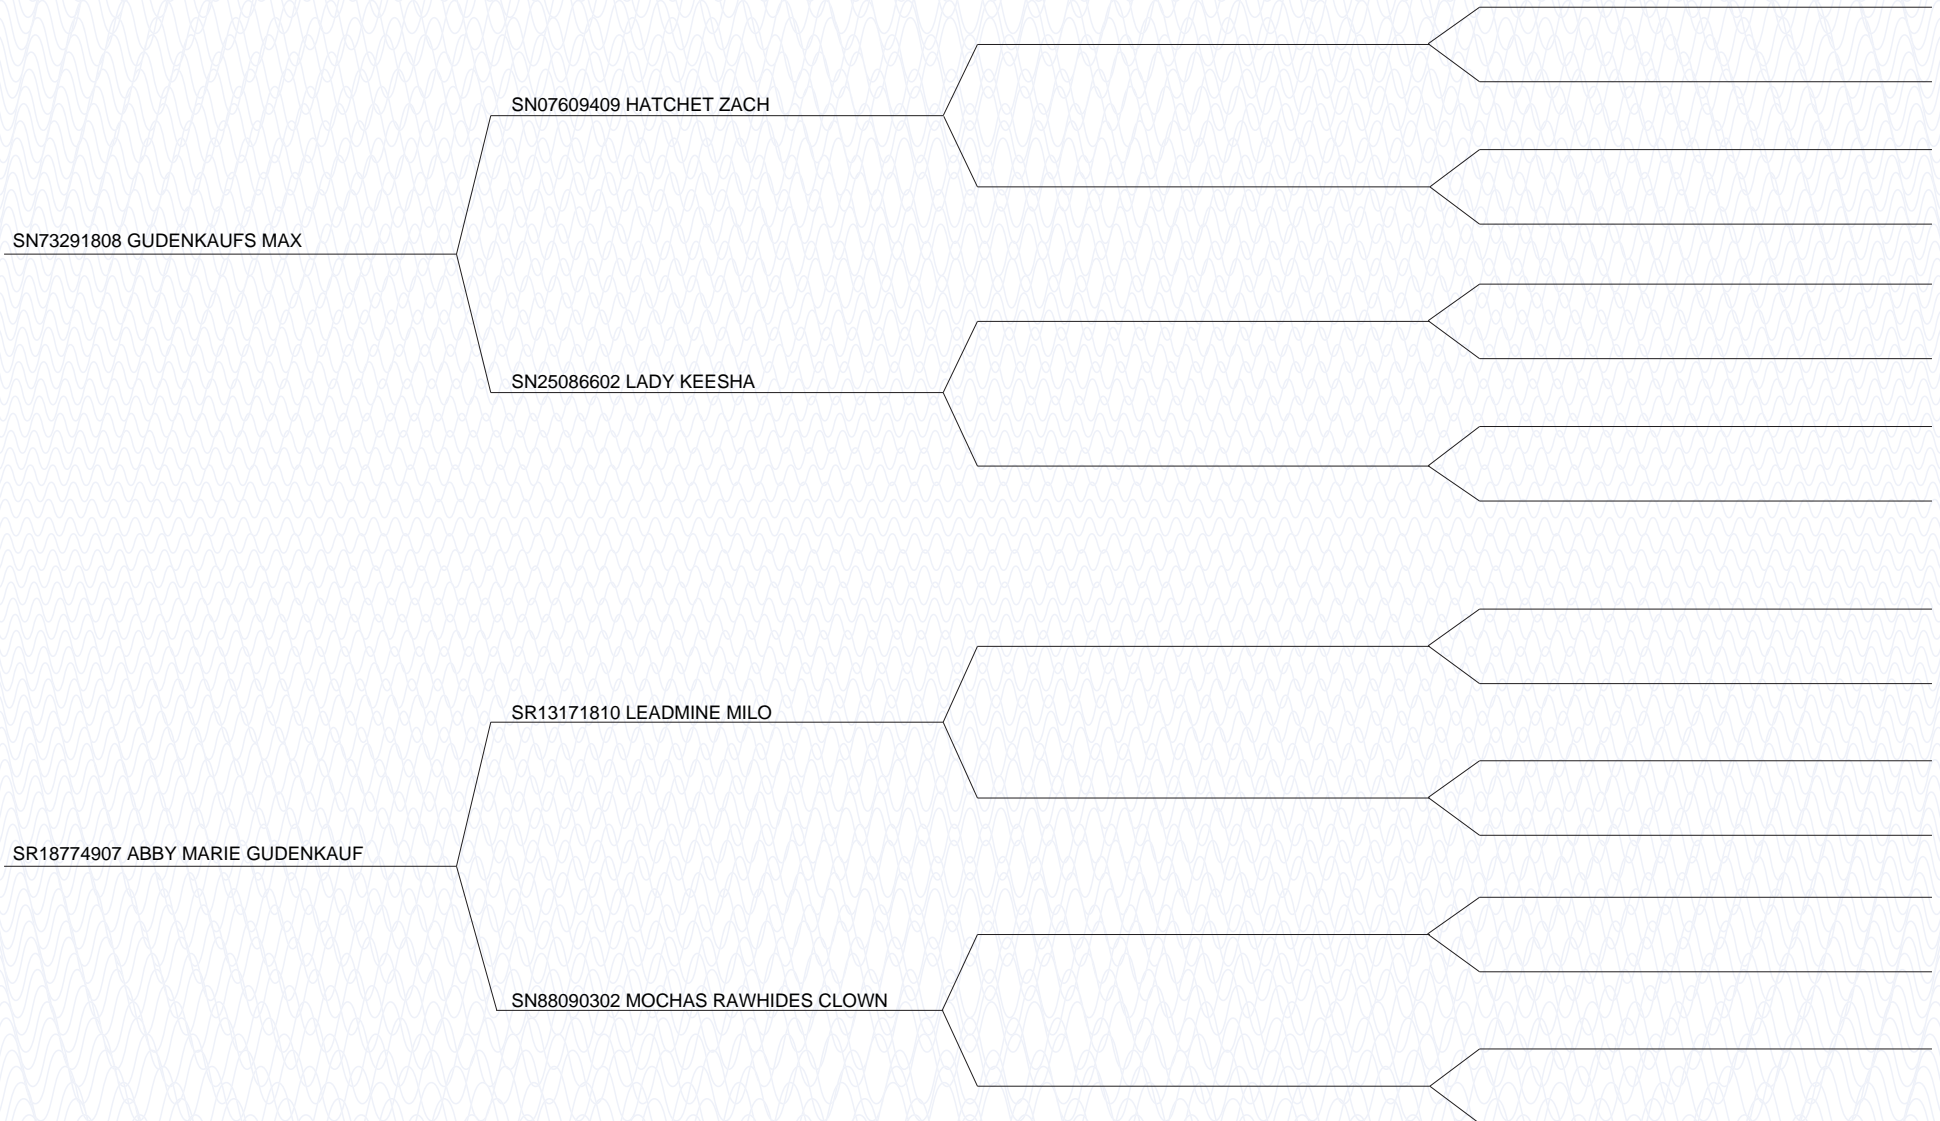 SN07609409 HATCHET ZACH
SN73291808 GUDENKAUFS MAX
SN25086602 LADY KEESHA
SR13171810 LEADMINE MILO
SR18774907 ABBY MARIE GUDENKAUF
SN88090302 MOCHAS RAWHIDES CLOWN